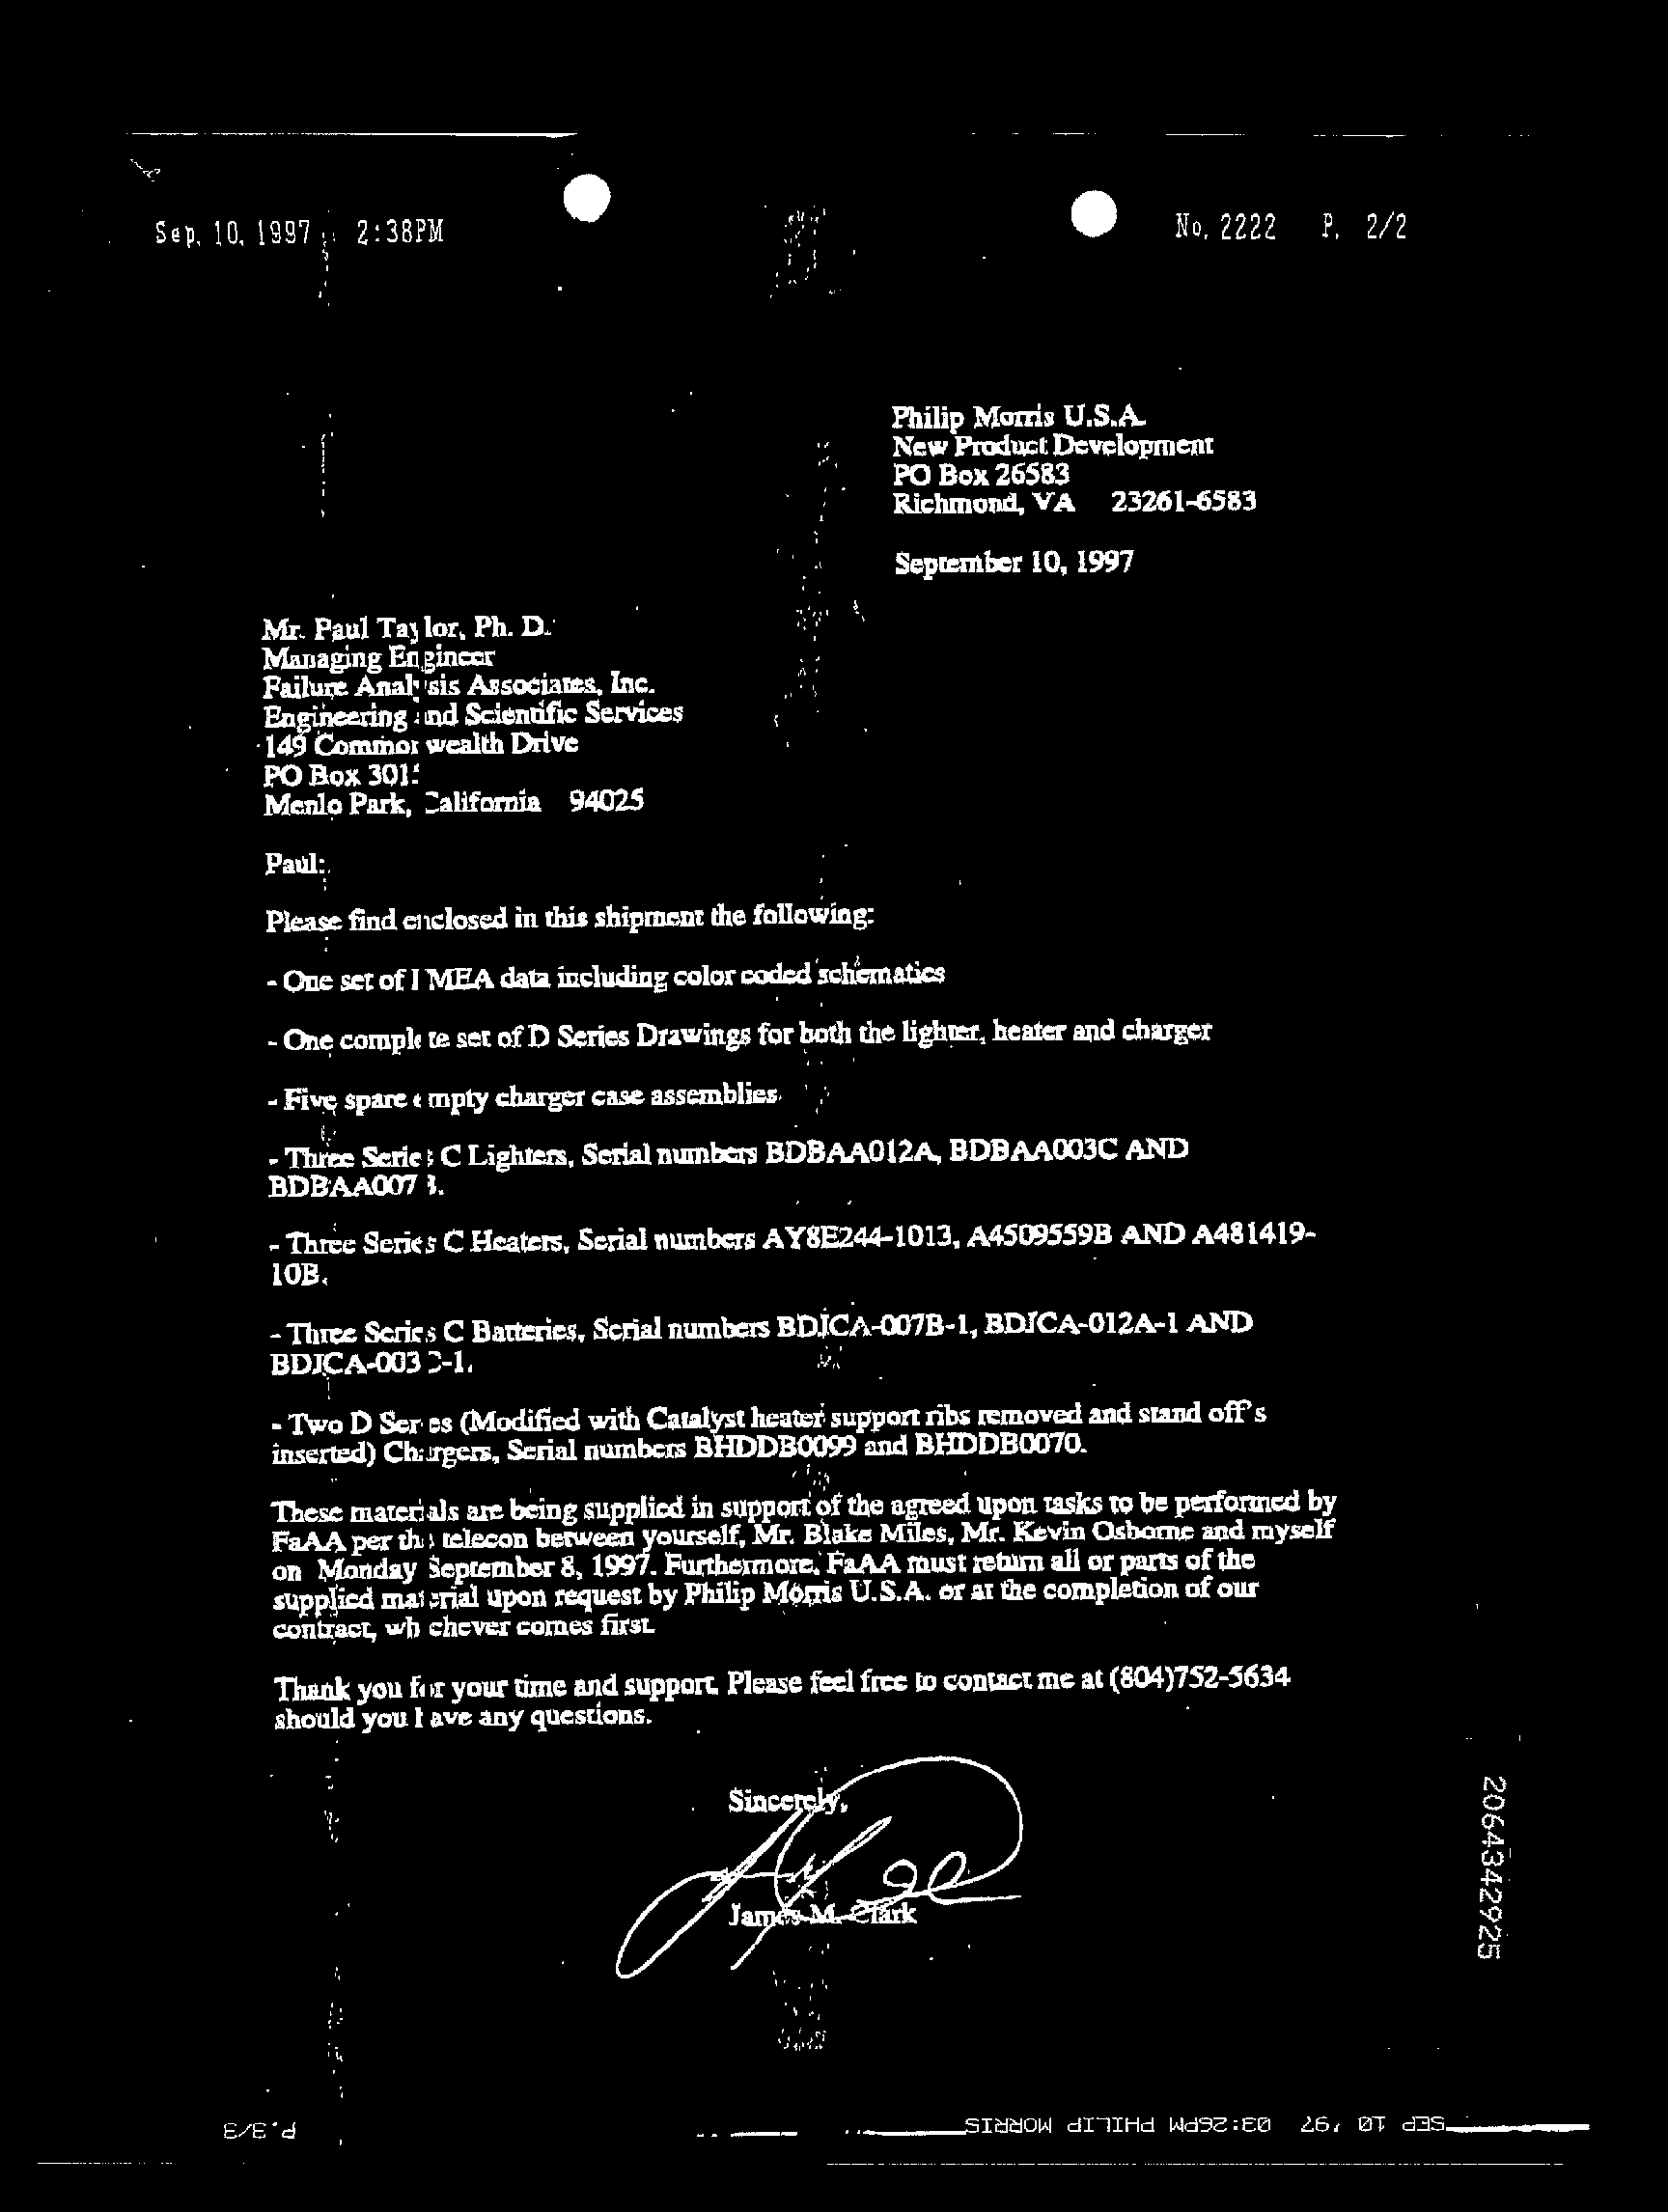 Sep. 10. 1997 2:38PM No. 2222 P. 2/2
Philip Morris U.S.A.
New Product Development
PO Box 26583
Richmond, VA 23261-6583
September 10, 1997
Mr. Paul Taylor, Ph. D.
Managing Engineer
Failure Analysis Associates, Inc.
Engineering and Scientific Services
149 Commonwealth Drive
PO Box 301
Menlo Park, California 94025
Paul:
Please find enclosed in this shipment the following:
- One set of MEA data including color coded schematics
- One complete set of D Series Drawings for both the lighter, heater and charger
- Five spare empty charger case assemblies.
- Three Series C Lighters, Serial numbers BDBAA012A, BDBAA003C AND
BDBAA007B.
- Three Series C Heaters, Serial numbers AY8E244-1013, A4509559B AND A481419-
10B.
- Three Series C Batteries, Serial numbers BDJCA-007B-1, BDJCA-012A-1 AND
BDJCA-003C-1.
- Two D Series (Modified with Catalyst heater support ribs removed and stand off's
inserted) Chargers, Serial numbers BHDDB0099 and BHDDB0070.
These materials are being supplied in support of the agreed upon tasks to be performed by
FaAA per the telecon between yourself, Mr. Blake Miles, Mr. Kevin Osborne and myself
on Monday September 8, 1997. Furthermore, FaAA must return all or parts of the
supplied material upon request by Philip Morris U.S.A. or at the completion of our
contract, whichever comes first.
Thank you for your time and support. Please feel free to contact me at (804)752-5634
should you have any questions.
Sincerely,
James M. Clark
2064342925
SEP 10 '97 03:26PM PHILIP MORRIS P.3/3